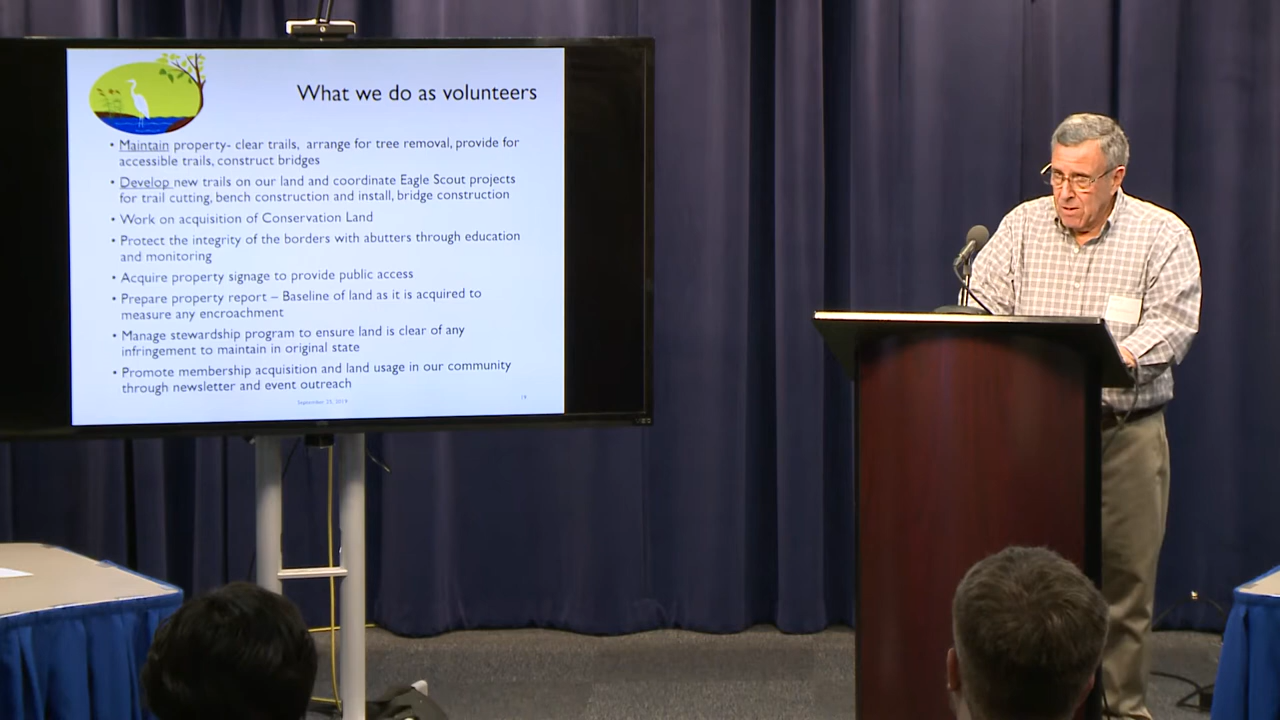 What we do as volunteers
• Maintain property- clear trails, arrange for tree removal, provide for
accessible trails, construct bridges
• Develop new trails on our land and coordinate Eagle Scout projects
for trail cutting, bench construction and install, bridge construction
• Work on acquisition of Conservation Land
• Protect the integrity of the borders with abutters through education
and monitoring
• Acquire property signage to provide public access
• Prepare property report – Baseline of land as it is acquired to
measure any encroachment
• Manage stewardship program to ensure land is clear of any
infringement to maintain in original state
• Promote membership acquisition and land usage in our community
through newsletter and event outreach
September 25, 2019